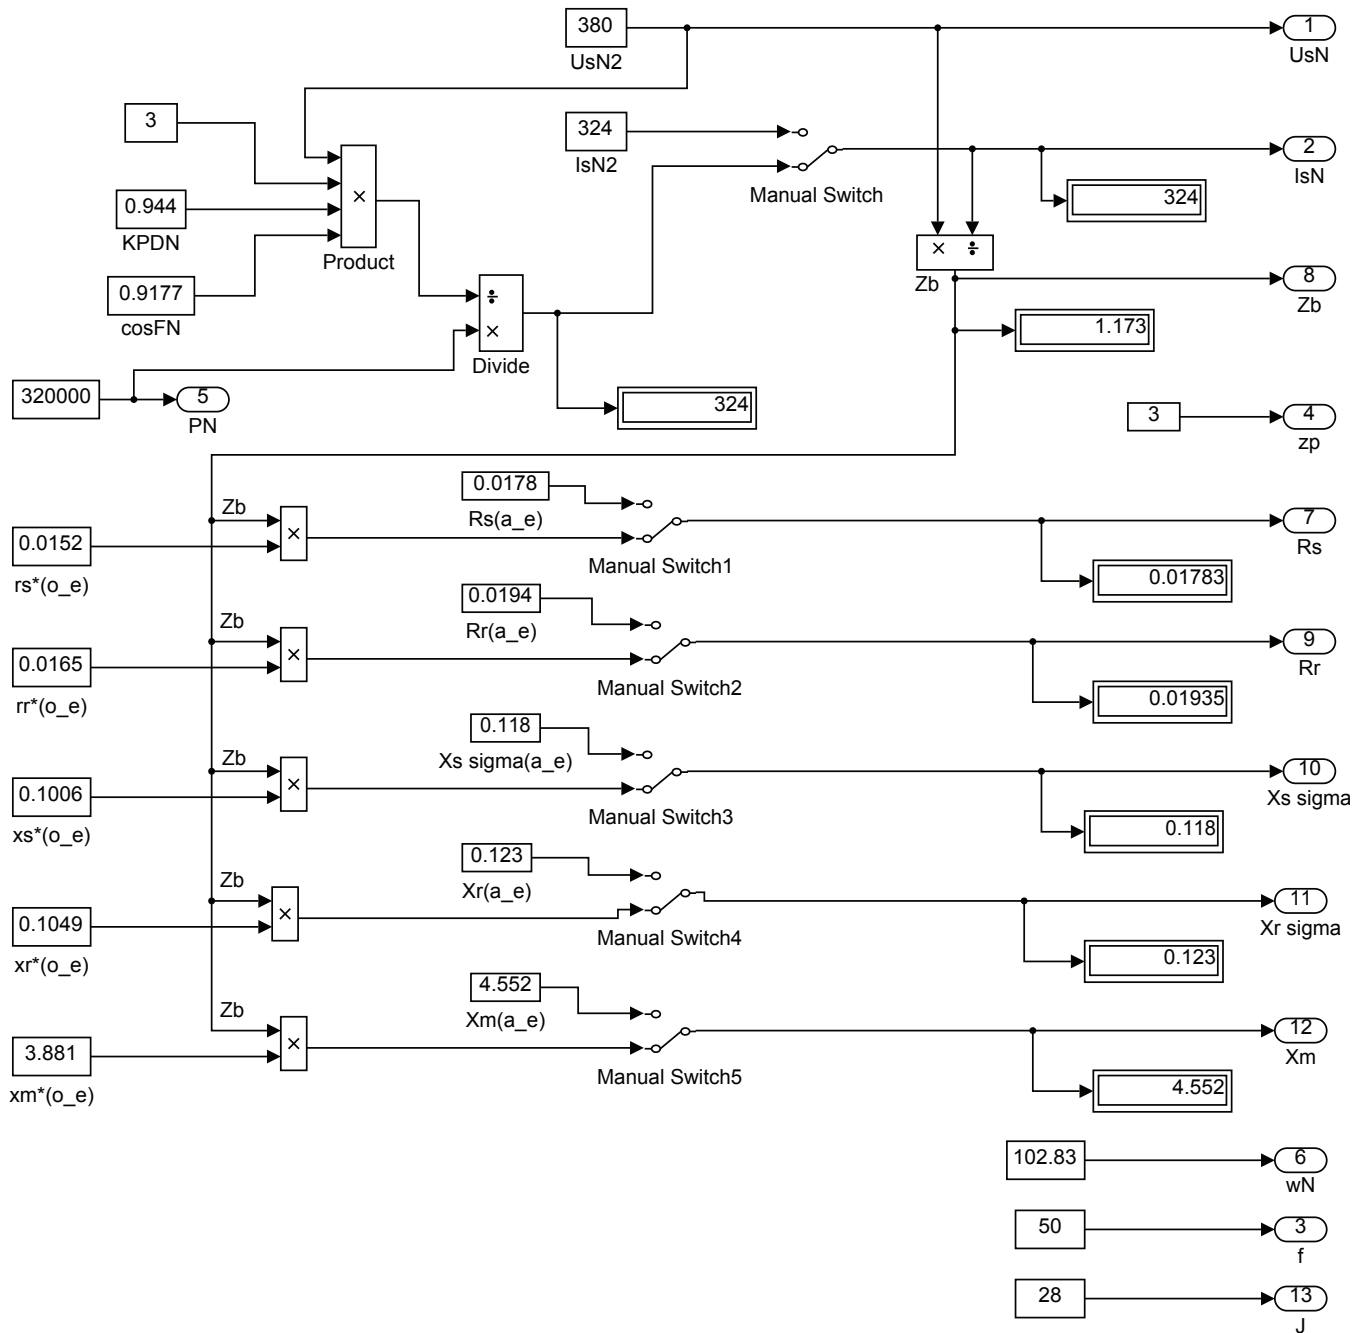 380
UsN2
1
UsN
3
324
IsN2
Manual Switch
2
IsN
324
0.944
KPDN
×
Product
0.9177
cosFN
× ÷
Zb
8
Zb
1.173
÷
×
Divide
320000
5
PN
324
3
4
zp
0.0178
Rs(a_e)
Zb
×
0.0152
rs*(o_e)
Manual Switch1
7
Rs
0.01783
0.0194
Rr(a_e)
Zb
×
0.0165
rr*(o_e)
Manual Switch2
9
Rr
0.01935
0.118
Xs sigma(a_e)
Zb
×
0.1006
xs*(o_e)
Manual Switch3
10
Xs sigma
0.118
0.123
Xr(a_e)
Zb
×
0.1049
xr*(o_e)
Manual Switch4
11
Xr sigma
0.123
4.552
Xm(a_e)
Zb
×
3.881
xm*(o_e)
Manual Switch5
12
Xm
4.552
102.83
6
wN
50
3
f
28
13
J